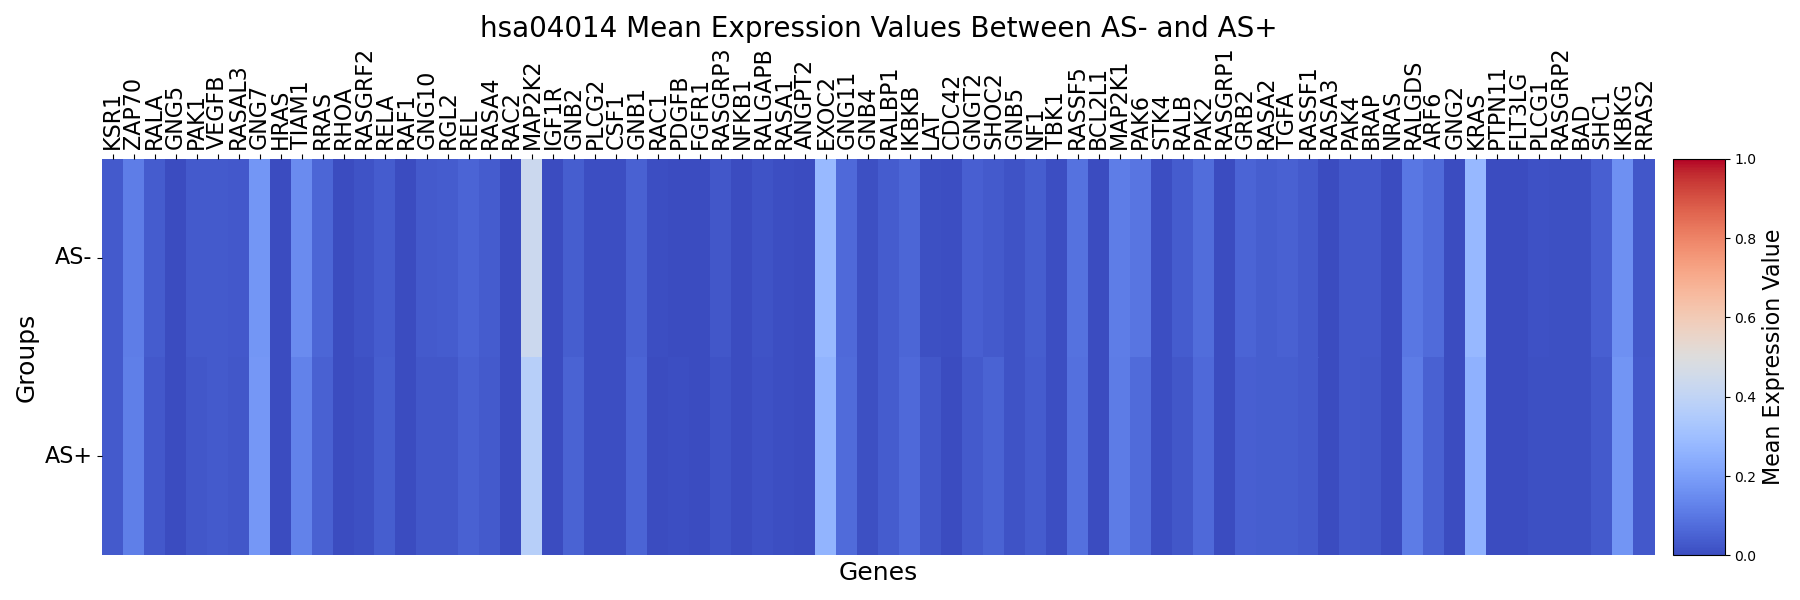 hsa04014 Mean Expression Values Between AS- and AS+
KSR1
ZAP70
RALA
GNG5
PAK1
VEGFB
RASAL3
GNG7
HRAS
TIAM1
RRAS
RHOA
RASGRF2
RELA
RAF1
GNG10
RGL2
REL
RASA4
RAC2
MAP2K2
IGF1R
GNB2
PLCG2
CSF1
GNB1
RAC1
PDGFB
FGFR1
RASGRP3
NFKB1
RALGAPB
RASA1
ANGPT2
EXOC2
GNG11
GNB4
RALBP1
IKBKB
LAT
CDC42
GNGT2
SHOC2
GNB5
NF1
TBK1
RASSF5
BCL2L1
MAP2K1
PAK6
STK4
RALB
PAK2
RASGRP1
GRB2
RASA2
TGFA
RASSF1
RASA3
PAK4
BRAP
NRAS
RALGDS
ARF6
GNG2
KRAS
PTPN11
FLT3LG
PLCG1
RASGRP2
BAD
SHC1
IKBKG
RRAS2
AS-
AS+
Groups
Genes
1.0
0.8
0.6
0.4
0.2
0.0
Mean Expression Value